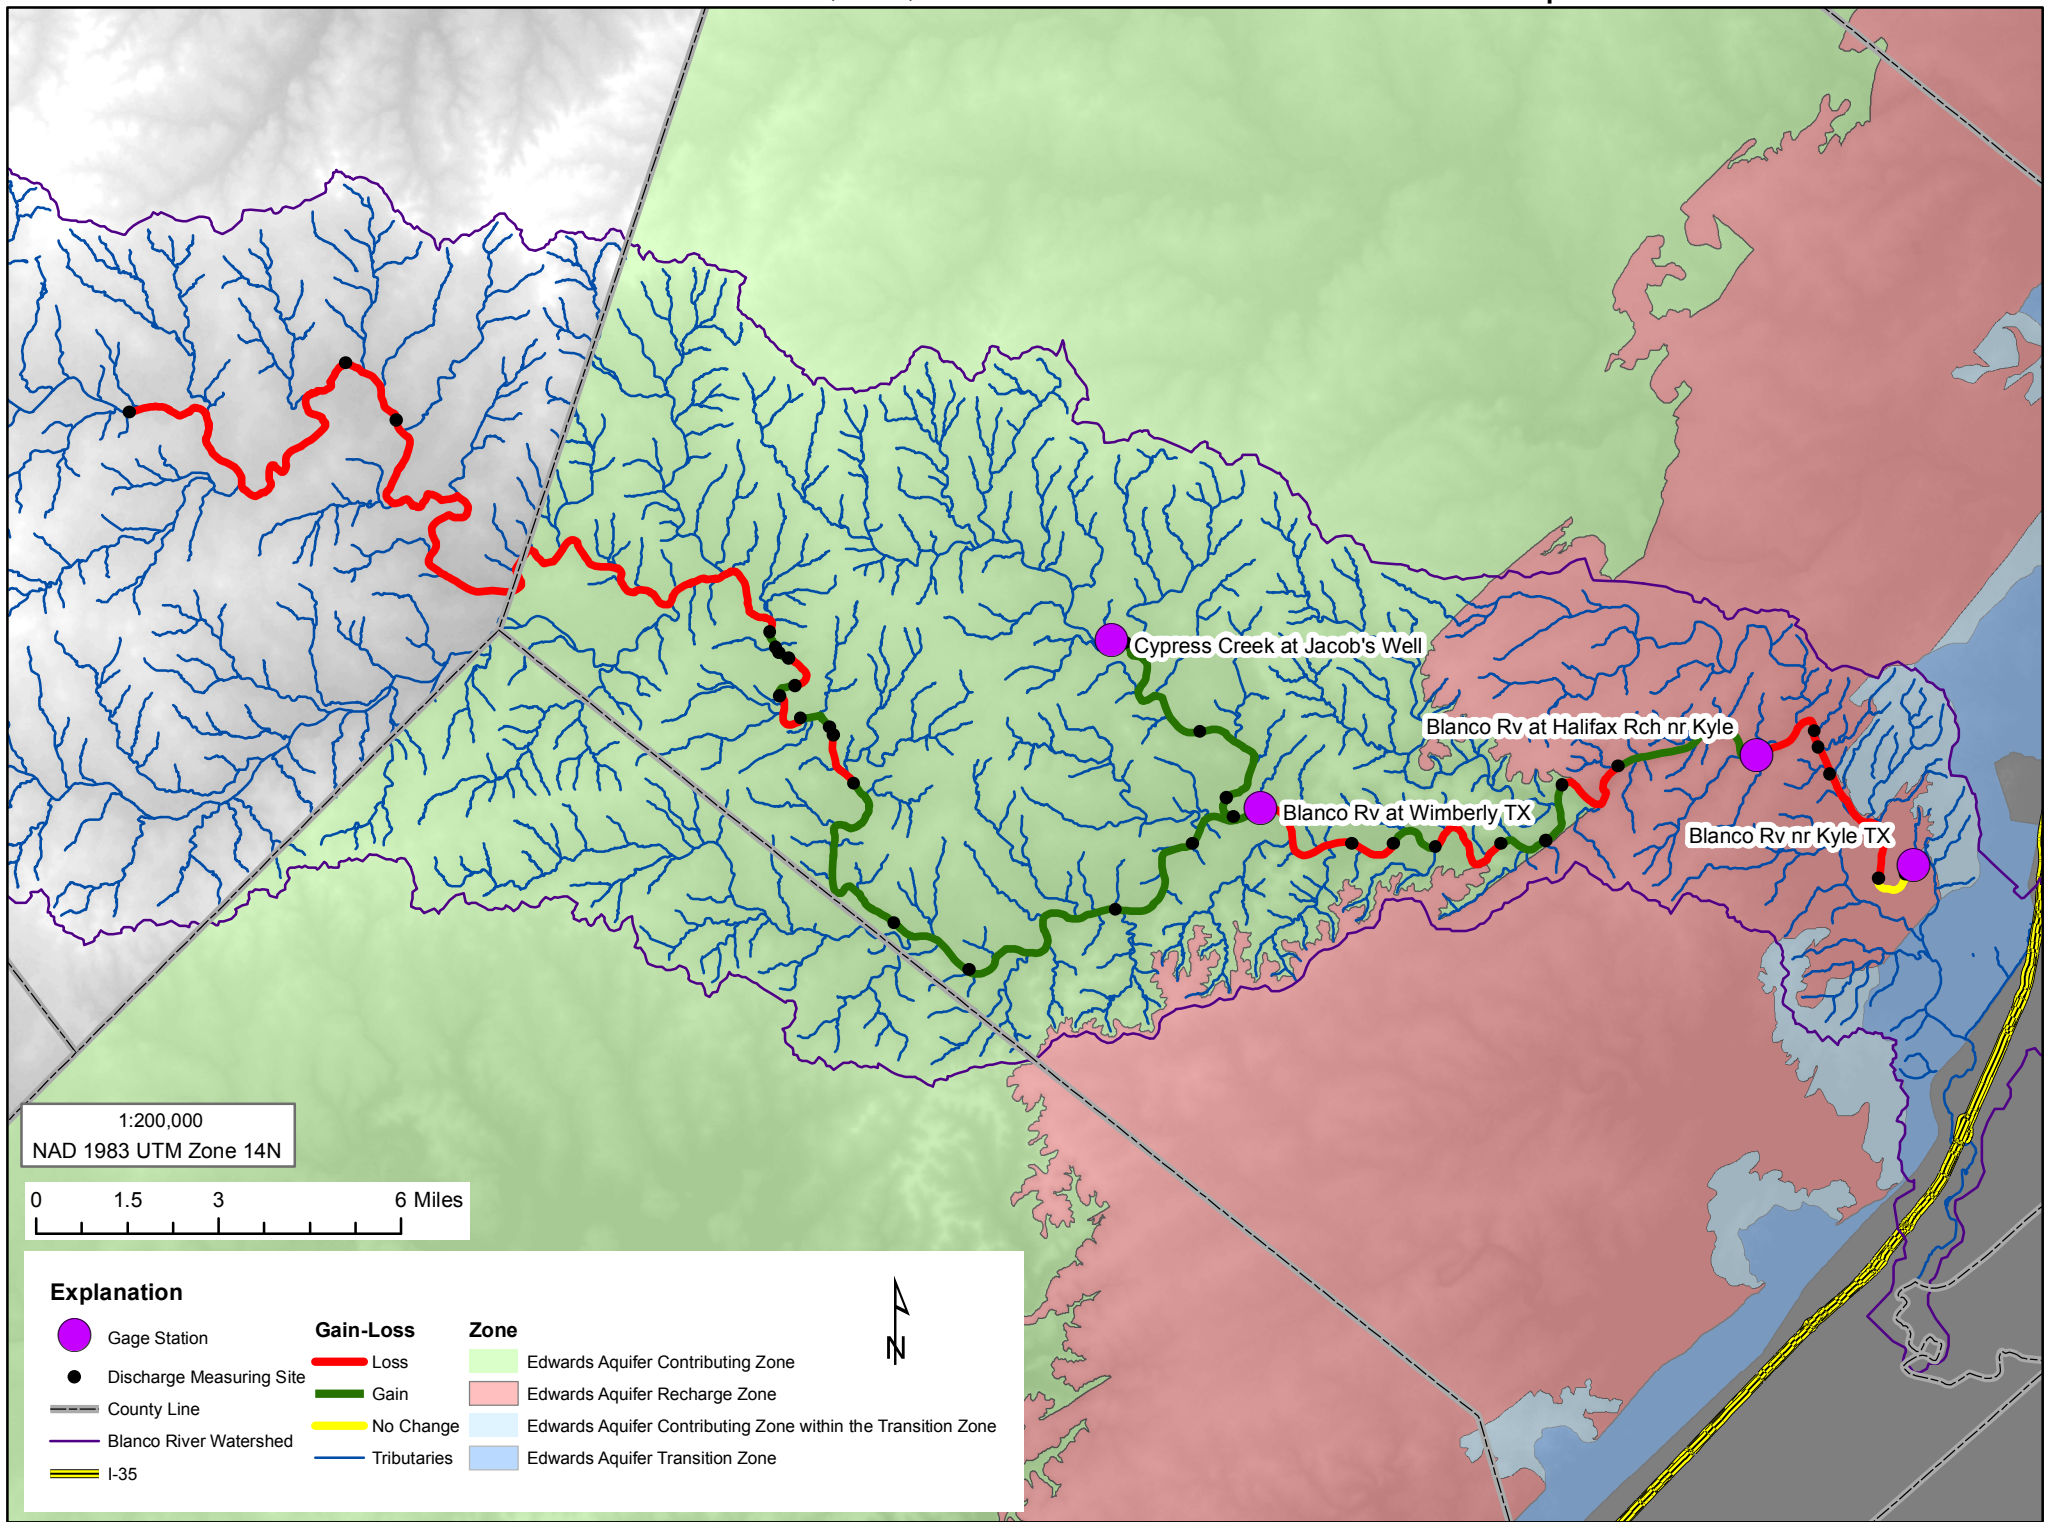 Cypress Creek at Jacob's Well
Blanco Rv at Halifax Rch nr Kyle
Blanco Rv at Wimberly TX
Blanco Rv nr Kyle TX
1:200,000
NAD 1983 UTM Zone 14N
0 1.5 3 6 Miles
Explanation
Gage Station
Discharge Measuring Site
County Line
Blanco River Watershed
I-35
Gain-Loss
Loss
Gain
No Change
Tributaries
Zone
Edwards Aquifer Contributing Zone
Edwards Aquifer Recharge Zone
Edwards Aquifer Contributing Zone within the Transition Zone
Edwards Aquifer Transition Zone
N